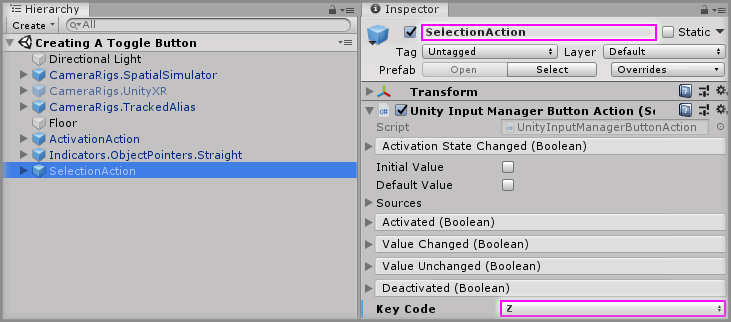 Hierarchy
Create
All
Creating A Toggle Button
Directional Light
CameraRigs.SpatialSimulator
CameraRigs.UnityXR
CameraRigs.TrackedAlias
Floor
ActivationAction
Indicators.ObjectPointers.Straight
SelectionAction
Inspector
SelectionAction
Static
Tag Untagged Layer Default
Prefab Open Select Overrides
Transform
Unity Input Manager Button Action (Sc
Script UnityInputManagerButtonAction
Activation State Changed (Boolean)
Initial Value
Default Value
Sources
Activated (Boolean)
Value Changed (Boolean)
Value Unchanged (Boolean)
Deactivated (Boolean)
Key Code Z